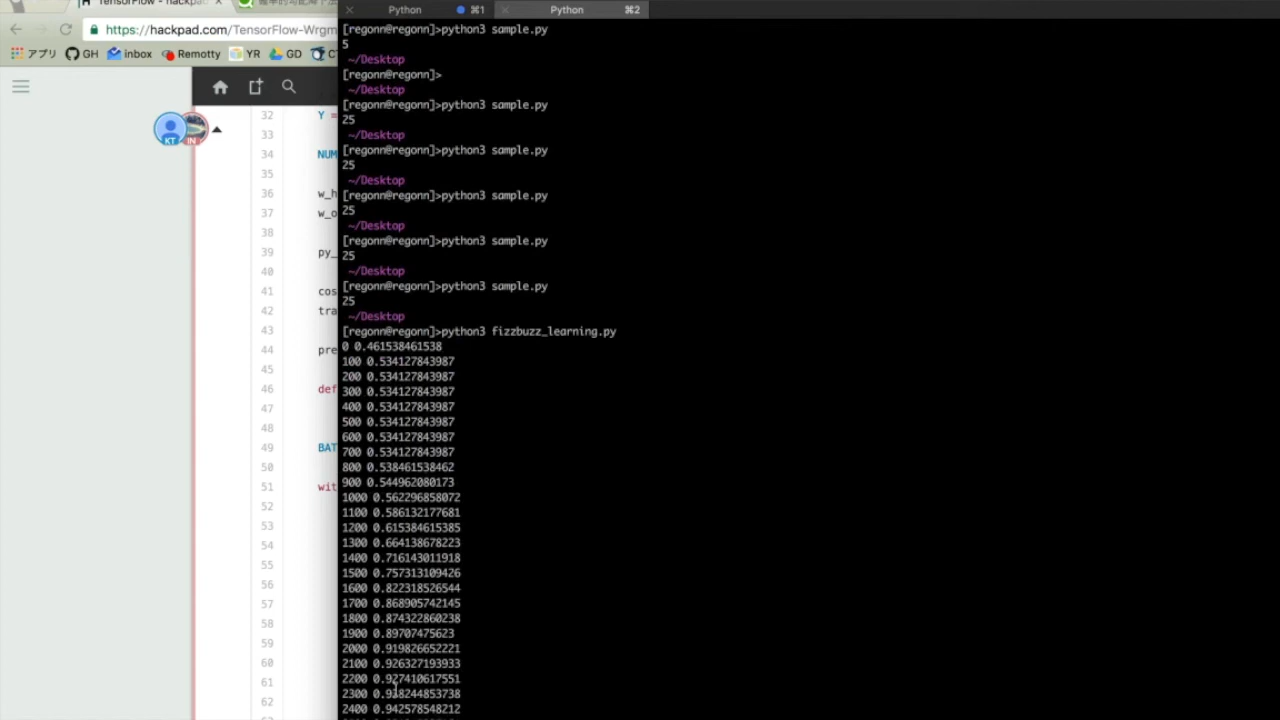 TensorFlow - hackpad
https://hackpad.com/TensorFlow-Wrgm
アプリ GH inbox Remotty YR GD
KT IN
32 Y =
33
34 NUM
35
36 w_h
37 w_o
38
39 py_
40
41 cos
42 tra
43
44 pre
45
46 def
47
48
49 BAT
50
51 wit
52
53
54
55
56
57
58
59
60
61
62
Python ⌘1 Python ⌘2
[regonn@regonn]>python3 sample.py
5
~/Desktop
[regonn@regonn]>
~/Desktop
[regonn@regonn]>python3 sample.py
25
~/Desktop
[regonn@regonn]>python3 sample.py
25
~/Desktop
[regonn@regonn]>python3 sample.py
25
~/Desktop
[regonn@regonn]>python3 sample.py
25
~/Desktop
[regonn@regonn]>python3 sample.py
25
~/Desktop
[regonn@regonn]>python3 fizzbuzz_learning.py
0 0.461538461538
100 0.534127843987
200 0.534127843987
300 0.534127843987
400 0.534127843987
500 0.534127843987
600 0.534127843987
700 0.534127843987
800 0.538461538462
900 0.544962080173
1000 0.562296858072
1100 0.586132177681
1200 0.615384615385
1300 0.664138678223
1400 0.716143011918
1500 0.757313109426
1600 0.822318526544
1700 0.868905742145
1800 0.874322860238
1900 0.89707475623
2000 0.919826652221
2100 0.926327193933
2200 0.927410617551
2300 0.938244853738
2400 0.942578548212